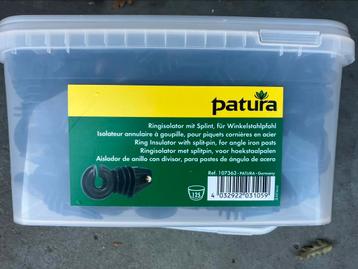 patura
Ringisolator mit Splint, für Winkelstahlpfahl
Isolateur annulaire à goupille, pour piquets cornières en acier
Ring Insulator with split-pin, for angle iron posts
Ringisolator met splitpen, voor hoekstaalpalen
Aislador de anillo con divisor, para postes de ángulo de acero
Ref. 107363 - PATURA - Germany
125
4 032922 031059